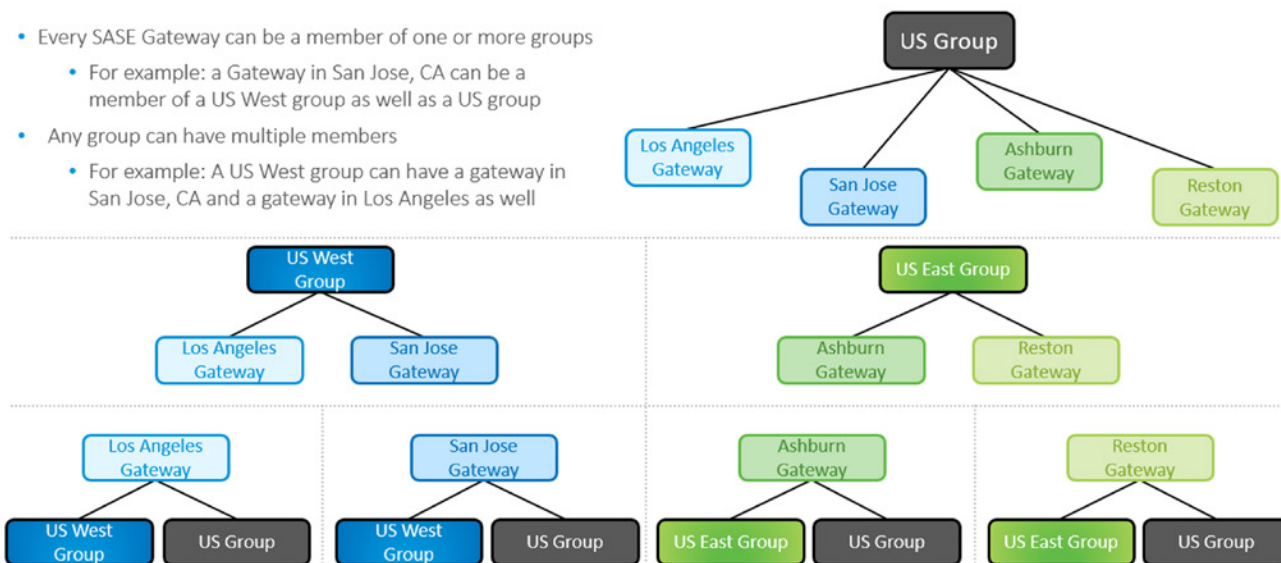 • Every SASE Gateway can be a member of one or more groups
• For example: a Gateway in San Jose, CA can be a
member of a US West group as well as a US group
• Any group can have multiple members
• For example: A US West group can have a gateway in
San Jose, CA and a gateway in Los Angeles as well
US Group
Los Angeles
Gateway
San Jose
Gateway
Ashburn
Gateway
Reston
Gateway
US West
Group
Los Angeles
Gateway
San Jose
Gateway
US East Group
Ashburn
Gateway
Reston
Gateway
Los Angeles
Gateway
US West
Group
US Group
San Jose
Gateway
US West
Group
US Group
Ashburn
Gateway
US East Group
US Group
Reston
Gateway
US East Group
US Group